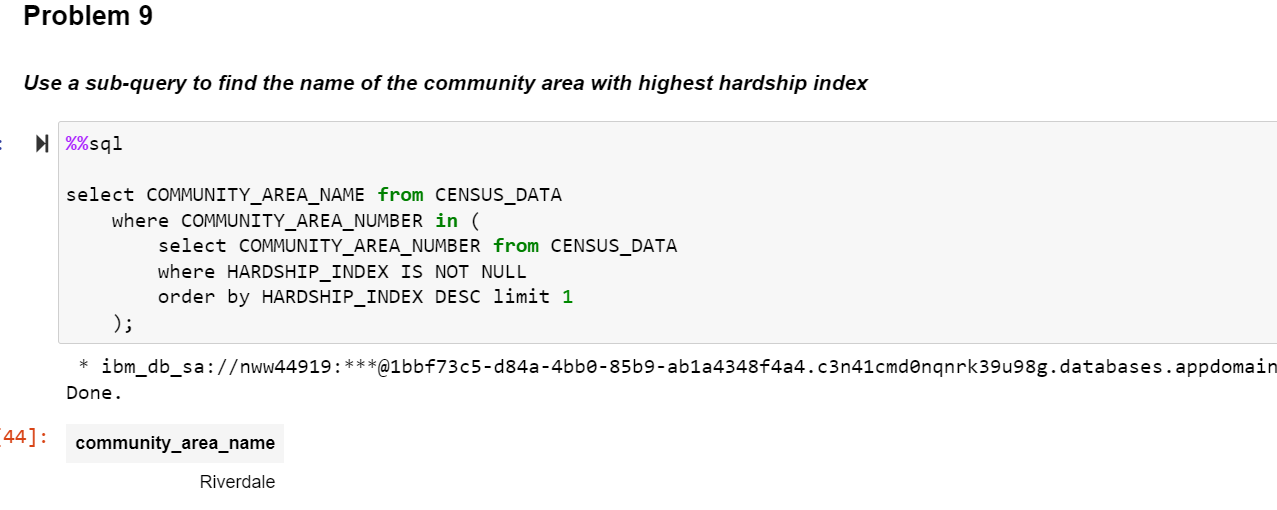 Problem 9
Use a sub-query to find the name of the community area with highest hardship index
:
%%sql
select COMMUNITY_AREA_NAME from CENSUS_DATA
where COMMUNITY_AREA_NUMBER in (
select COMMUNITY_AREA_NUMBER from CENSUS_DATA
where HARDSHIP_INDEX IS NOT NULL
order by HARDSHIP_INDEX DESC limit 1
);
* ibm_db_sa://nww44919:***@1bbf73c5-d84a-4bb0-85b9-ab1a4348f4a4.c3n41cmd0nqnrk39u98g.databases.appdomain
Done.
[44]:
community_area_name
Riverdale